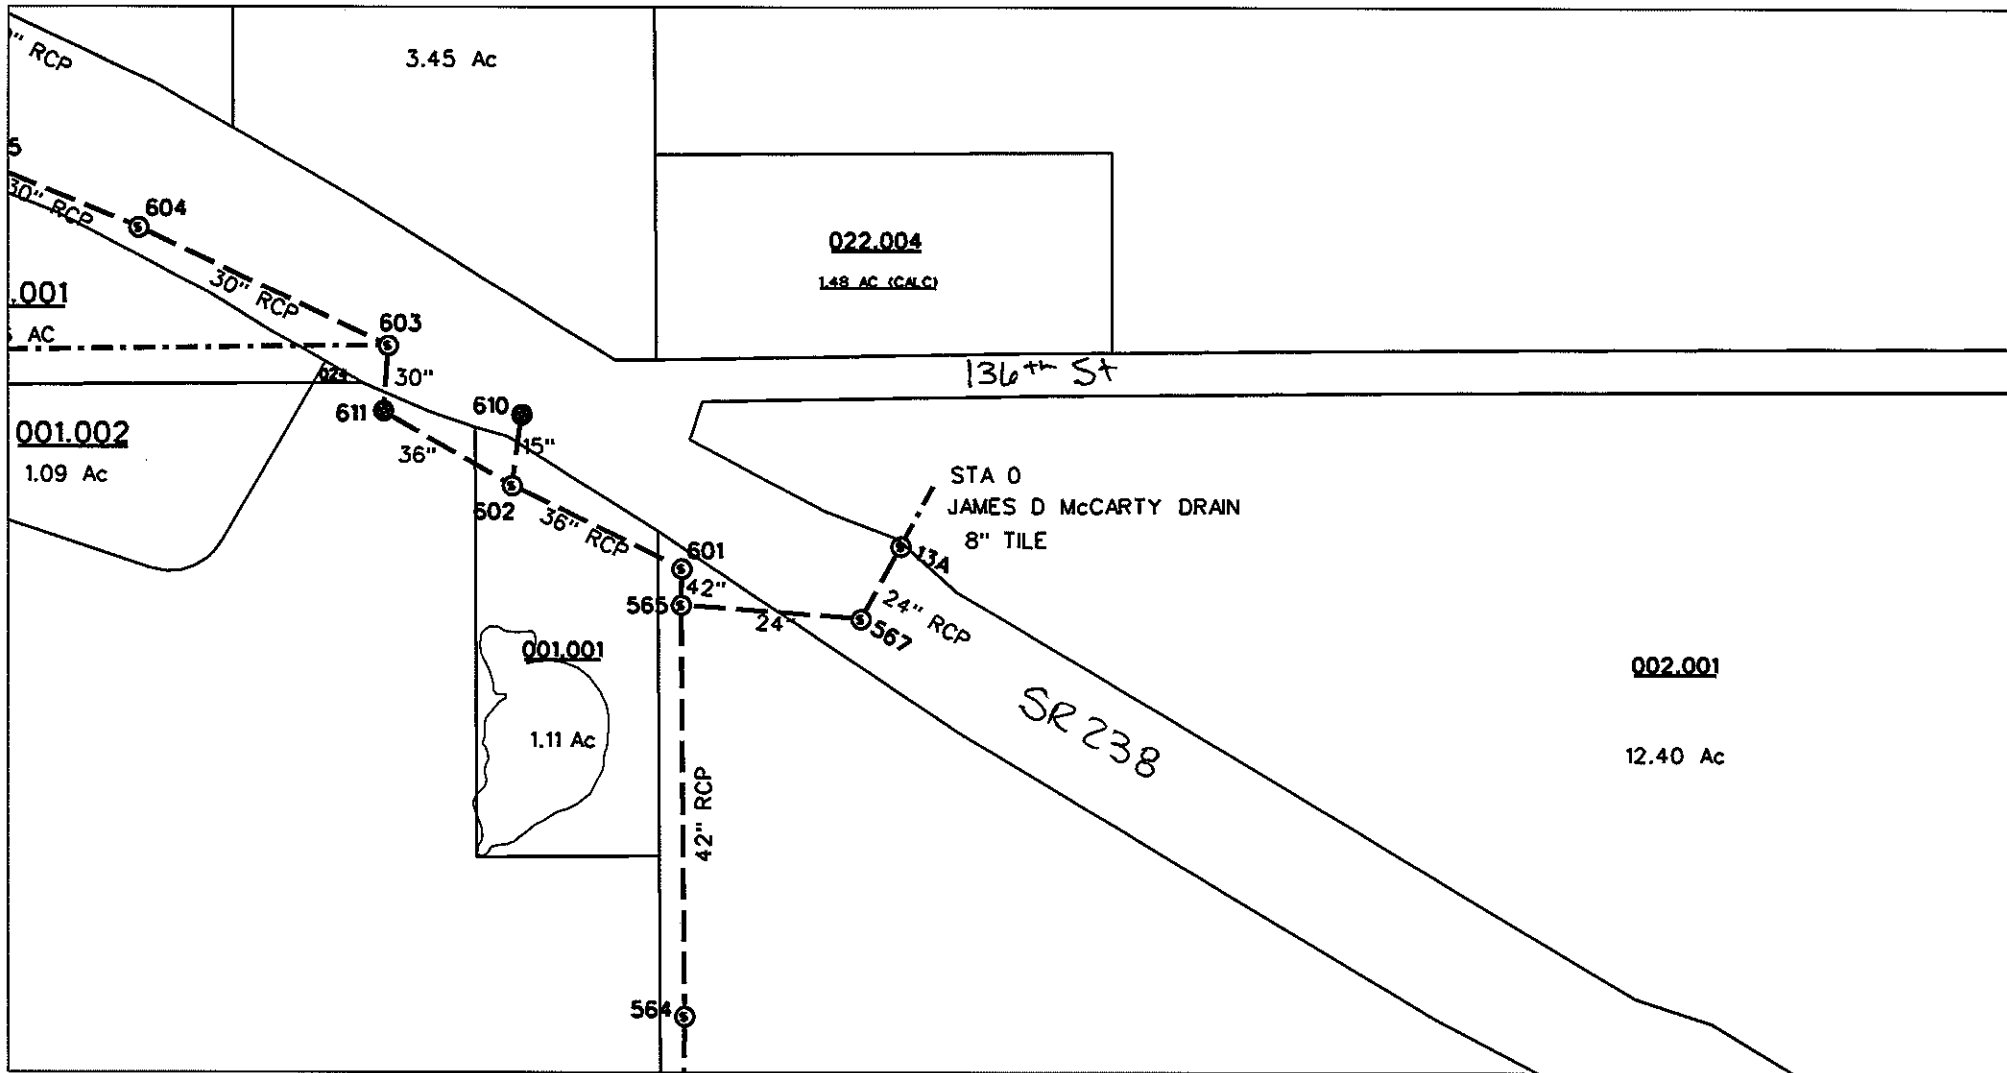 " RCP
3.45 Ac
5
30" RCP
604
30" RCP
.001
AC
603
30"
024
611
610
15"
36"
001.002
1.09 Ac
602
36" RCP
601
42"
565
24"
567
24" RCP
13A
STA 0
JAMES D McCARTY DRAIN
8" TILE
022.004
1.48 AC (CALC)
136th St
001.001
1.11 Ac
42" RCP
564
SR 238
002.001
12.40 Ac